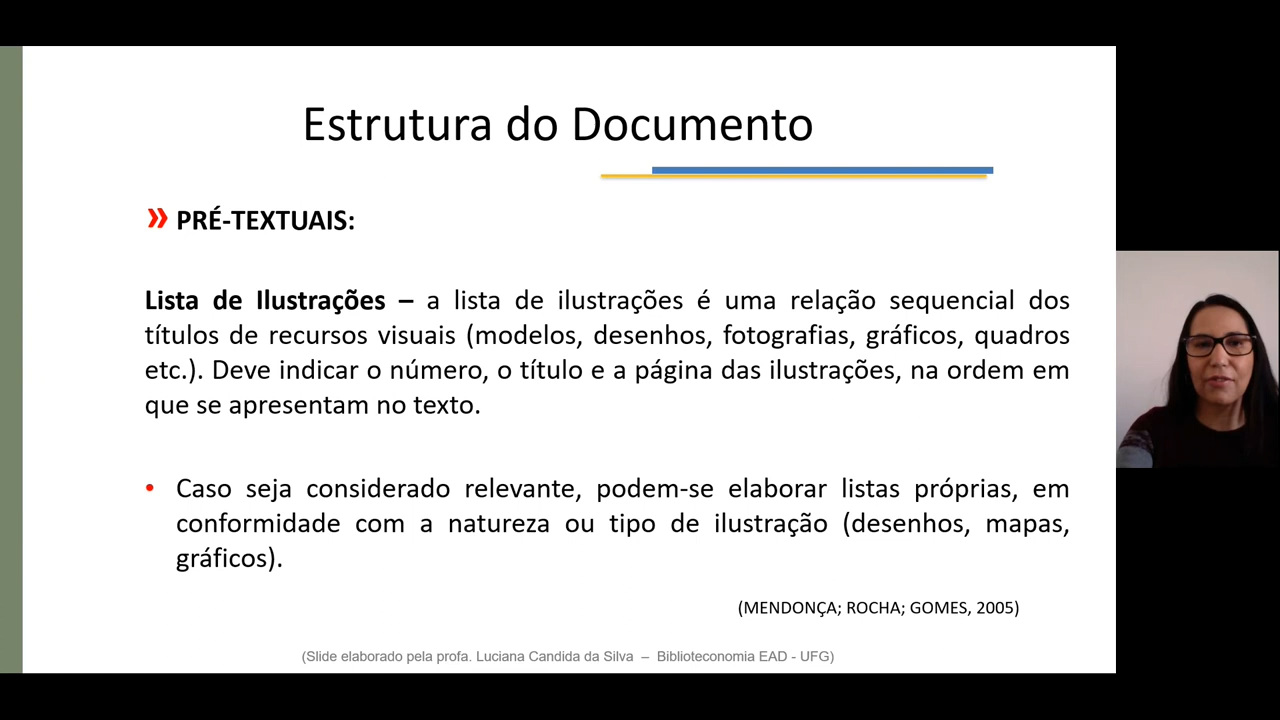 Estrutura do Documento
» PRÉ-TEXTUAIS:
Lista de Ilustrações – a lista de ilustrações é uma relação sequencial dos
títulos de recursos visuais (modelos, desenhos, fotografias, gráficos, quadros
etc.). Deve indicar o número, o título e a página das ilustrações, na ordem em
que se apresentam no texto.
• Caso seja considerado relevante, podem-se elaborar listas próprias, em
conformidade com a natureza ou tipo de ilustração (desenhos, mapas,
gráficos).
(MENDONÇA; ROCHA; GOMES, 2005)
(Slide elaborado pela profa. Luciana Candida da Silva – Biblioteconomia EAD - UFG)